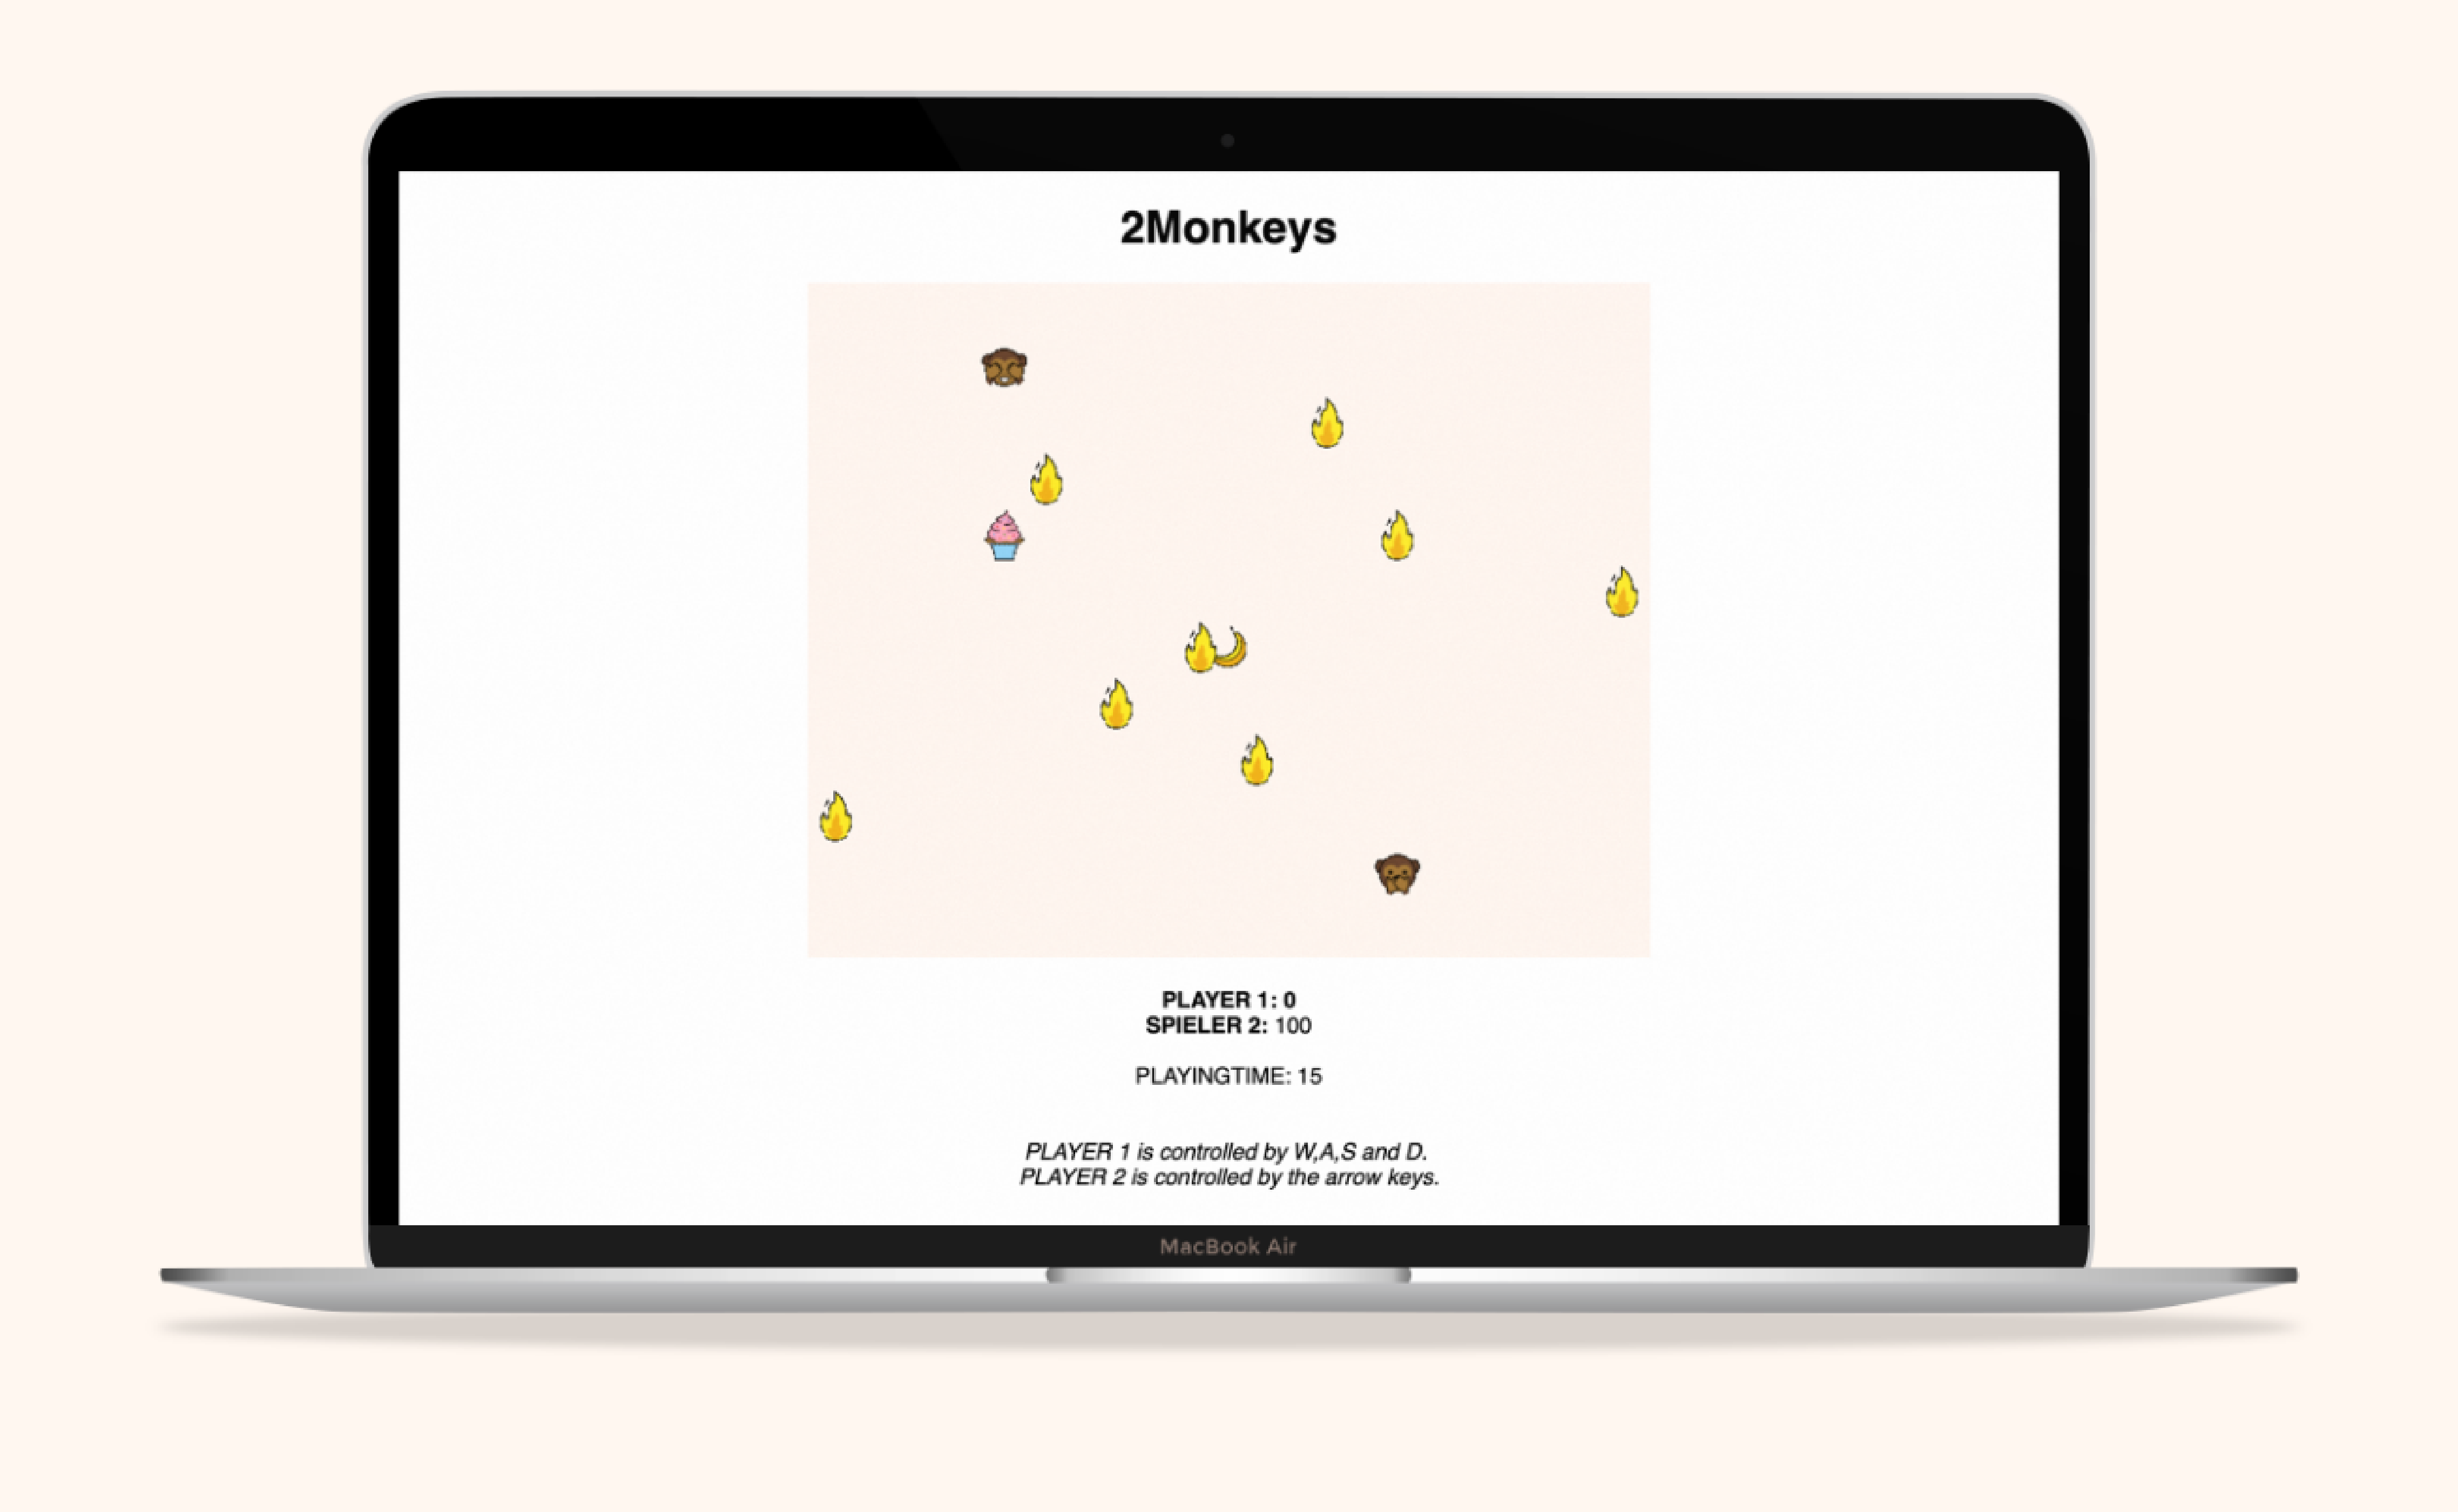 2Monkeys
PLAYER 1: 0
SPIELER 2: 100
PLAYINGTIME: 15
PLAYER 1 is controlled by W,A,S and D.
PLAYER 2 is controlled by the arrow keys.
MacBook Air